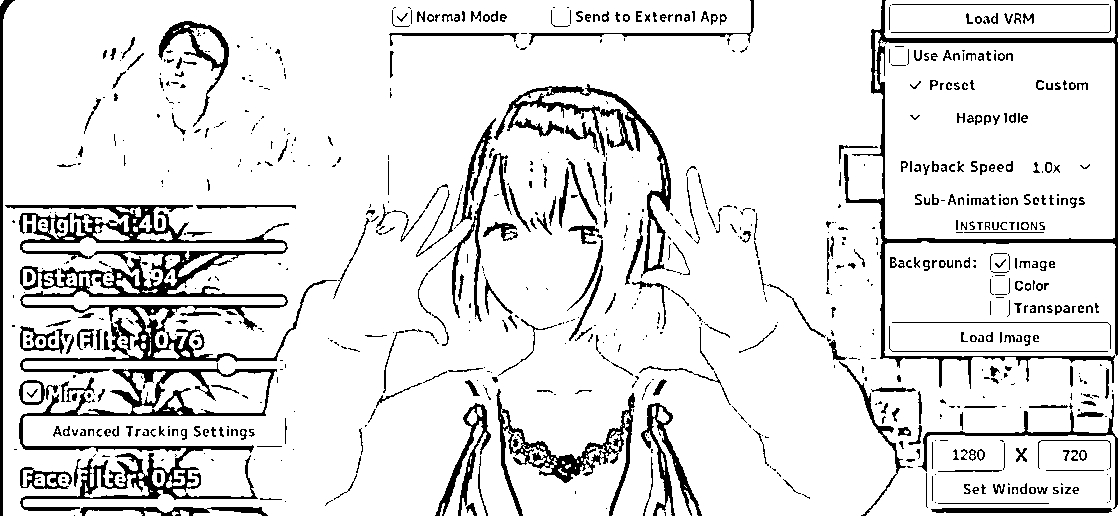 Normal Mode
Send to External App
Load VRM
Use Animation
Preset
Custom
Happy Idle
Playback Speed 1.0x
Sub-Animation Settings
INSTRUCTIONS
Background:
Image
Color
Transparent
Load Image
1280 X 720
Set Window size
Height: -1.40
Distance: 1.94
Body Filter: 0.76
Mirror
Advanced Tracking Settings
Face Filter: 0.55